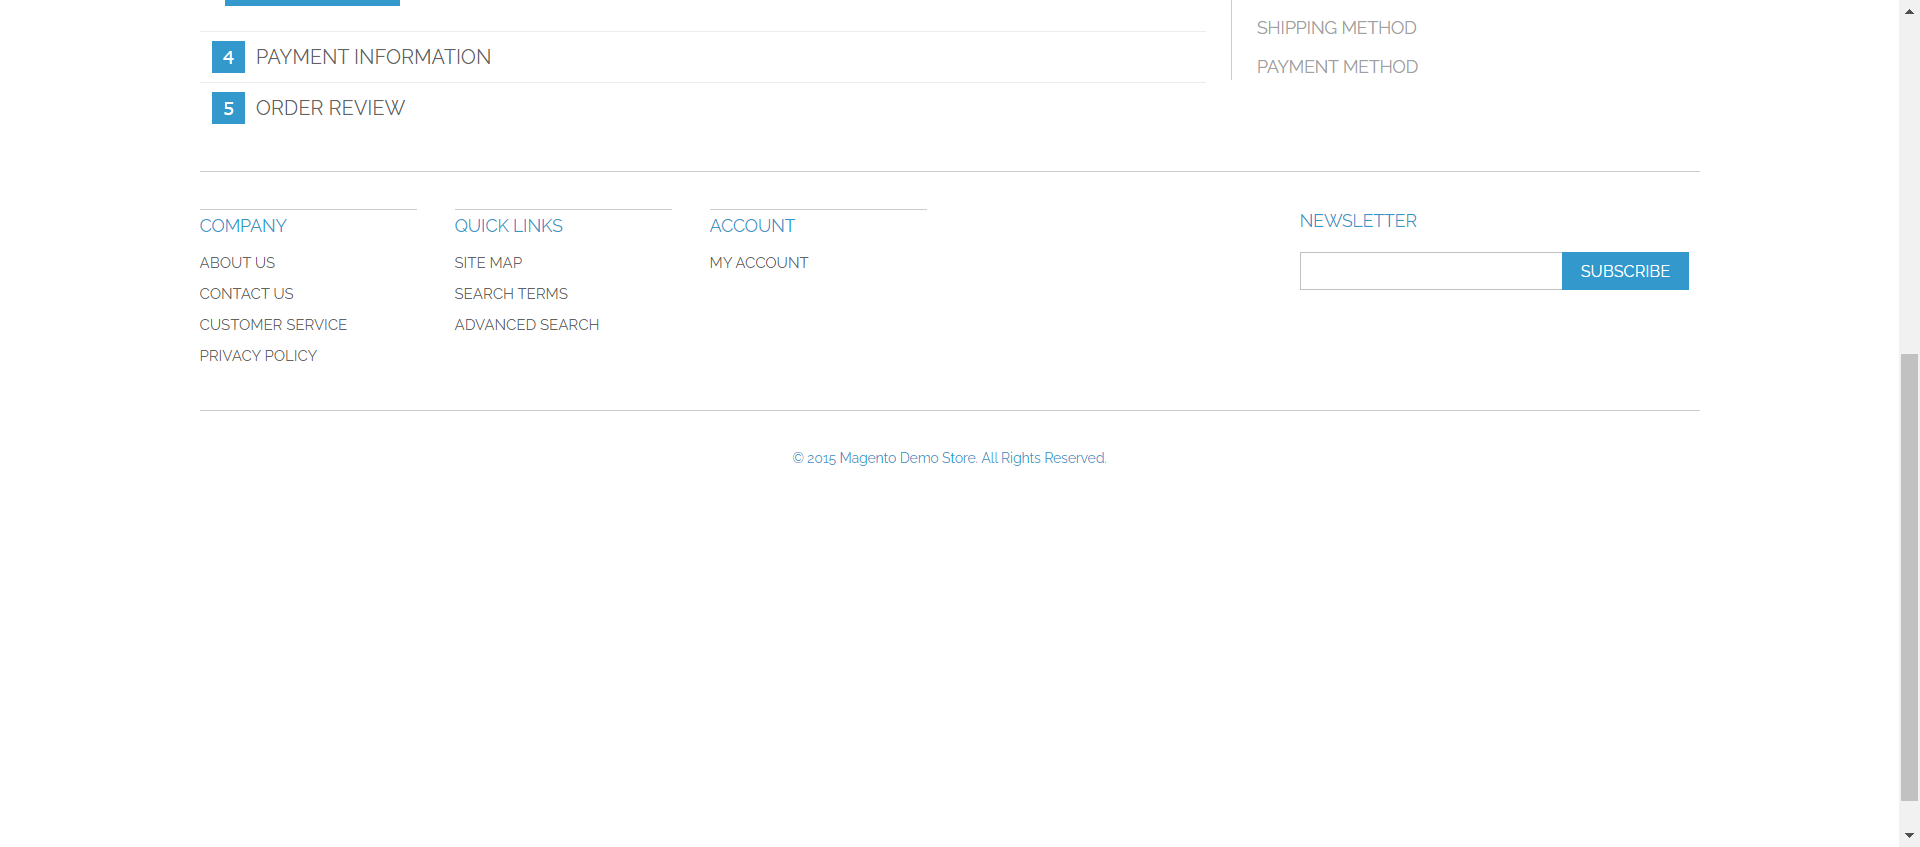 4 PAYMENT INFORMATION
5 ORDER REVIEW
SHIPPING METHOD
PAYMENT METHOD
COMPANY
ABOUT US
CONTACT US
CUSTOMER SERVICE
PRIVACY POLICY
QUICK LINKS
SITE MAP
SEARCH TERMS
ADVANCED SEARCH
ACCOUNT
MY ACCOUNT
NEWSLETTER
SUBSCRIBE
© 2015 Magento Demo Store. All Rights Reserved.